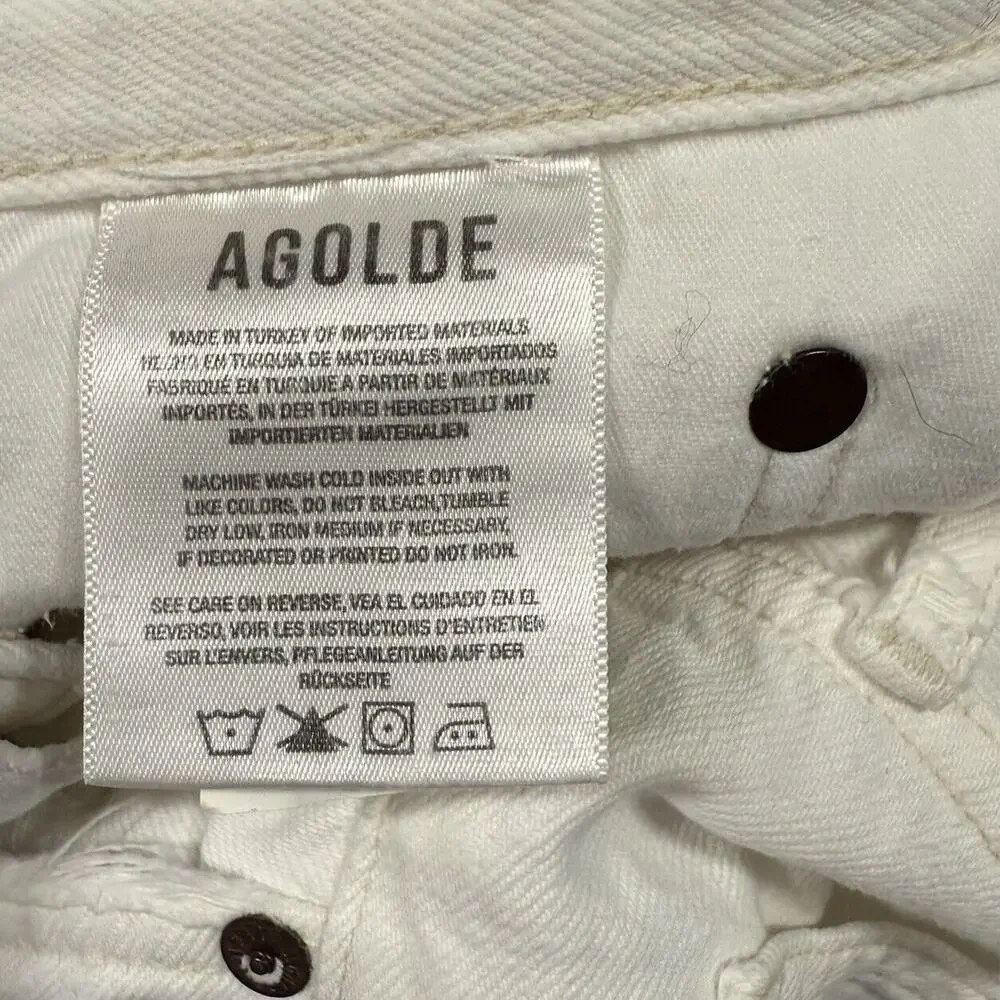 AGOLDE
MADE IN TURKEY OF IMPORTED MATERIALS
HECHO EN TURQUIA DE MATERIALES IMPORTADOS
FABRIQUÉ EN TURQUIE A PARTIR DE MATÉRIAUX
IMPORTÉS, IN DER TÜRKEI HERGESTELLT MIT
IMPORTIERTEN MATERIALIEN
MACHINE WASH COLD INSIDE OUT WITH
LIKE COLORS, DO NOT BLEACH, TUMBLE
DRY LOW, IRON MEDIUM IF NECESSARY,
IF DECORATED OR PRINTED DO NOT IRON.
SEE CARE ON REVERSE, VEA EL CUIDADO EN EL
REVERSO, VOIR LES INSTRUCTIONS D'ENTRETIEN
SUR L'ENVERS, PFLEGEANLEITUNG AUF DER
RÜCKSEITE